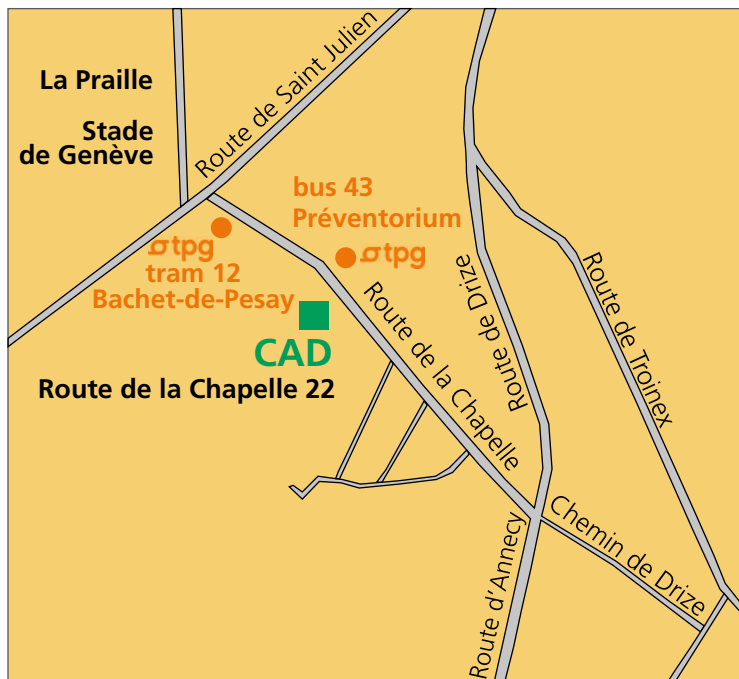 La Praille
Stade
de Genève
Route de Saint Julien
bus 43
Préventorium
tpg
tpg
tram 12
Bachet-de-Pesay
CAD
Route de la Chapelle 22
Route de la Chapelle
Route de Drize
Route de Troinex
Chemin de Drize
Route d'Annecy